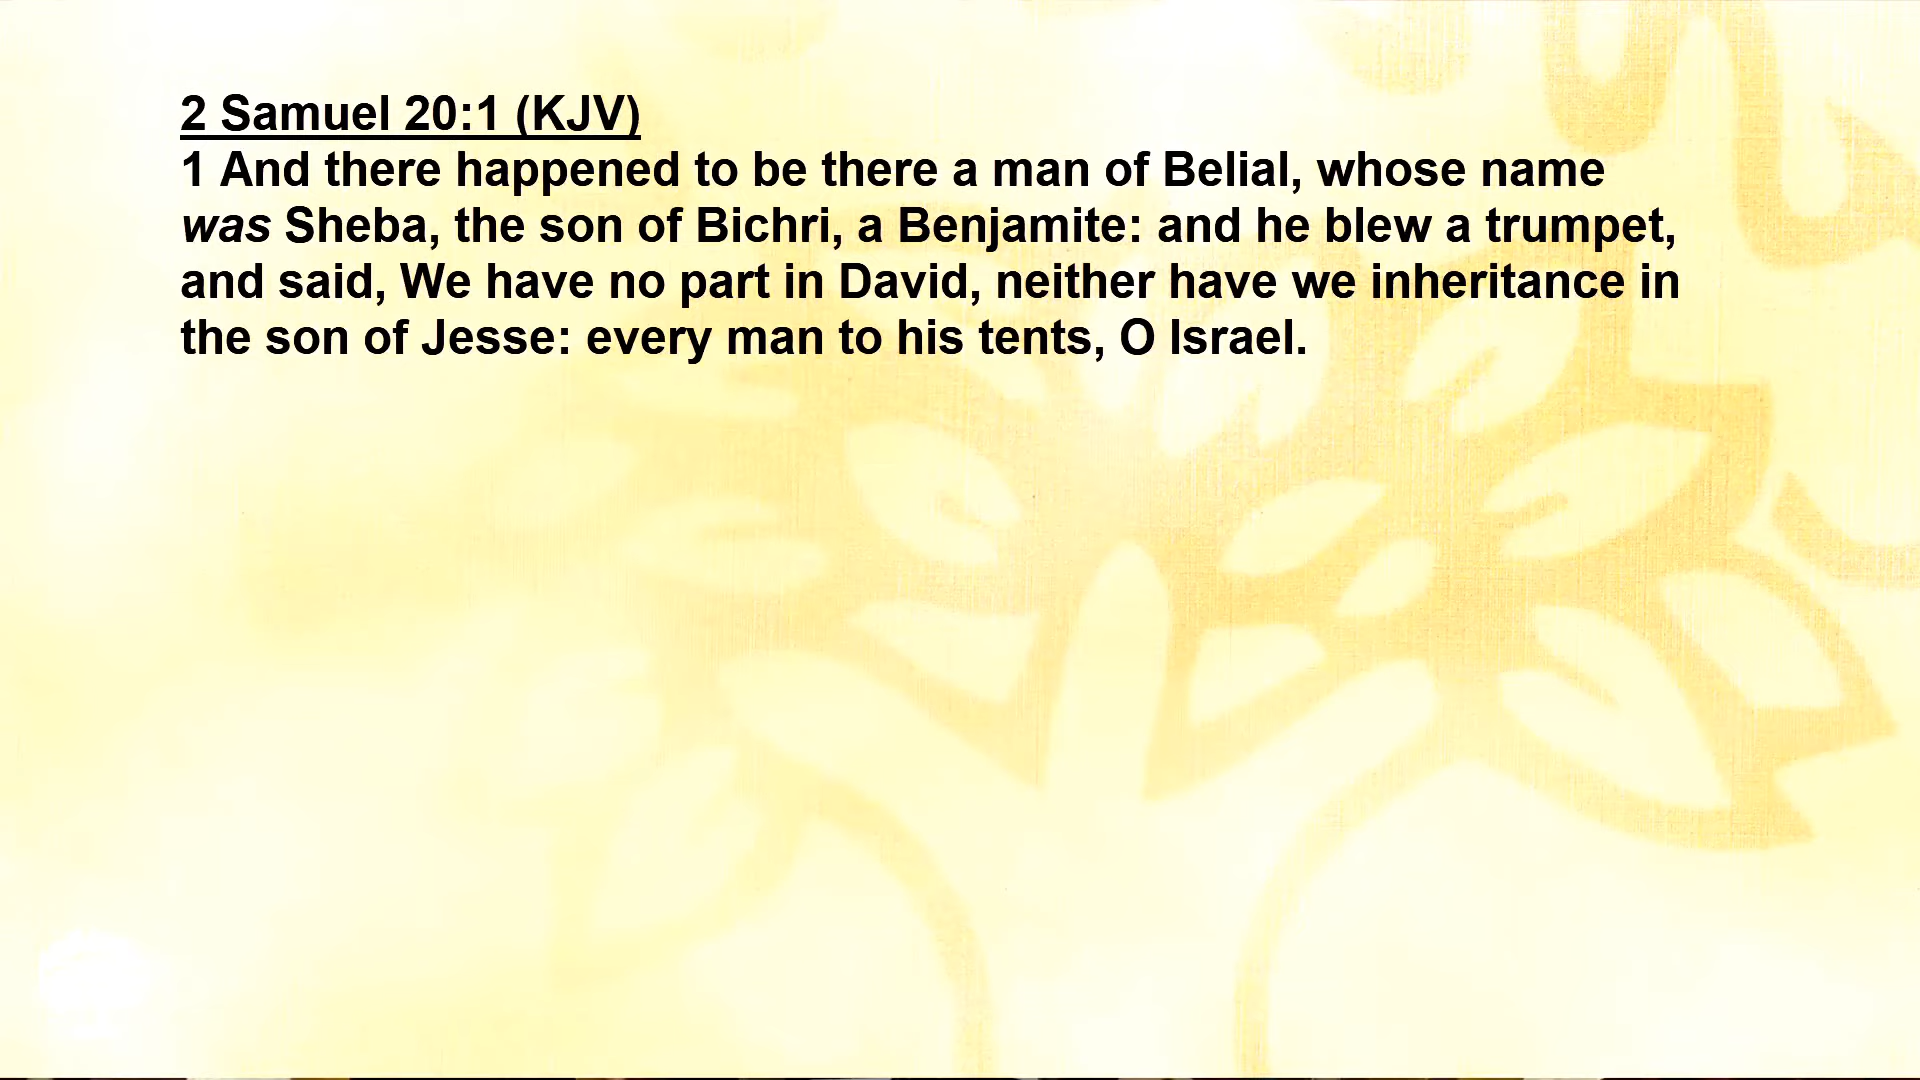 2 Samuel 20:1 (KJV)
1 And there happened to be there a man of Belial, whose name
was Sheba, the son of Bichri, a Benjamite: and he blew a trumpet,
and said, We have no part in David, neither have we inheritance in
the son of Jesse: every man to his tents, O Israel.